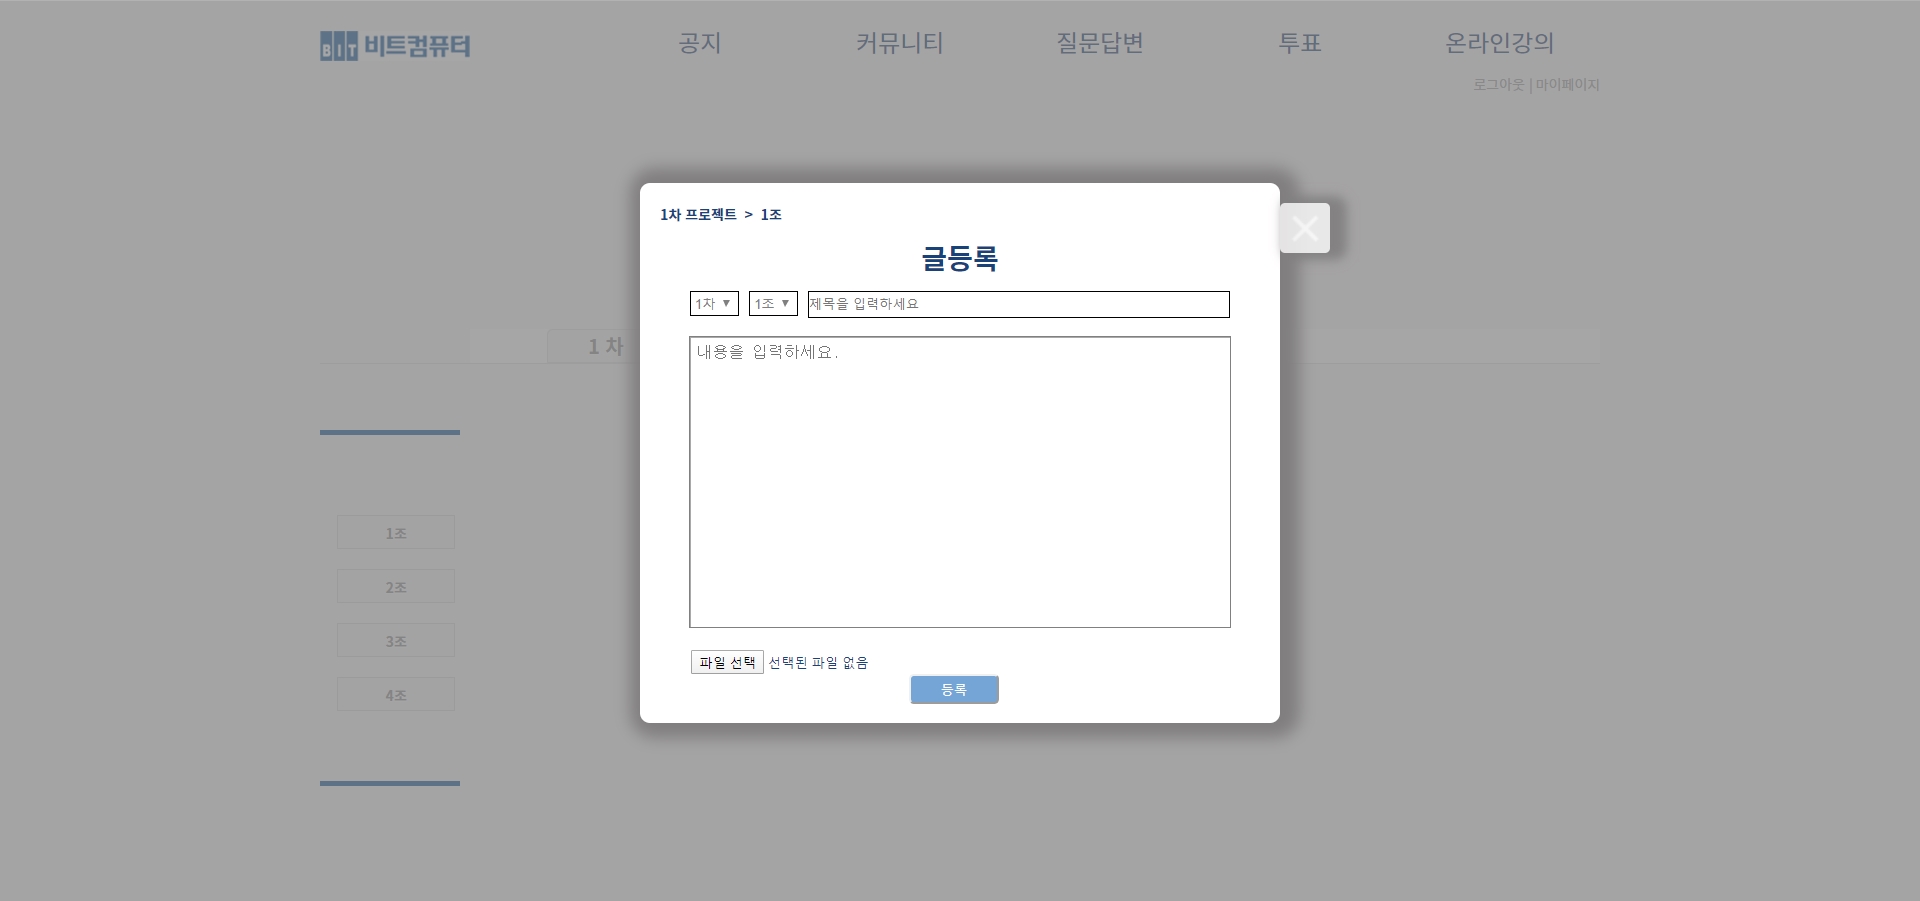 BIT 비트컴퓨터
공지 커뮤니티 질문답변 투표 온라인강의
로그아웃 | 마이페이지
1차 프로젝트 > 1조
글등록
1차 ▼ 1조 ▼ 제목을 입력하세요
1 차
내용을 입력하세요.
1조
2조
3조
4조
파일 선택 선택된 파일 없음
등록